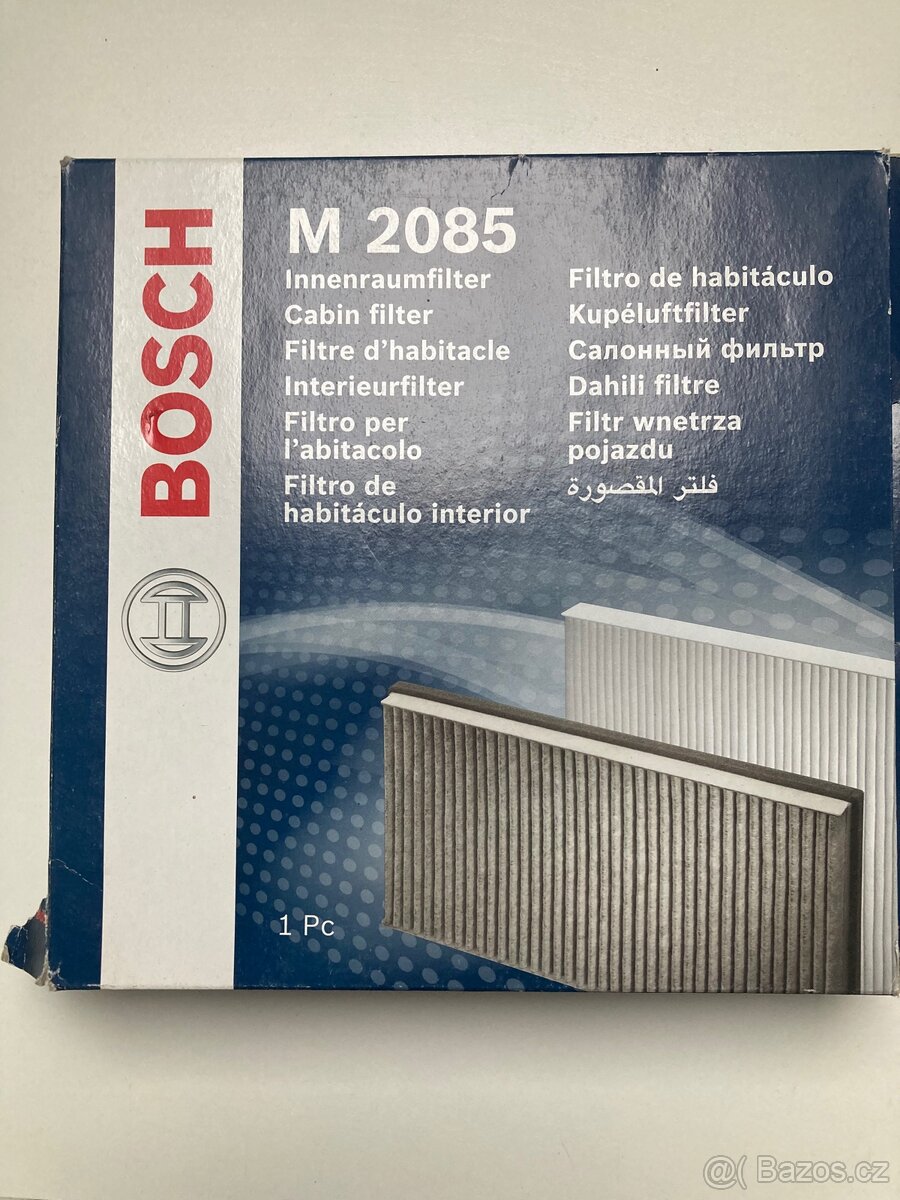 BOSCH
M 2085
Innenraumfilter
Cabin filter
Filtre d'habitacle
Interieurfilter
Filtro per
l'abitacolo
Filtro de
habitáculo interior
Filtro de habitáculo
Kupéluftfilter
Салонный фильтр
Dahili filtre
Filtr wnetrza
pojazdu
فلتر المقصورة
1 Pc
@( Bazos.cz